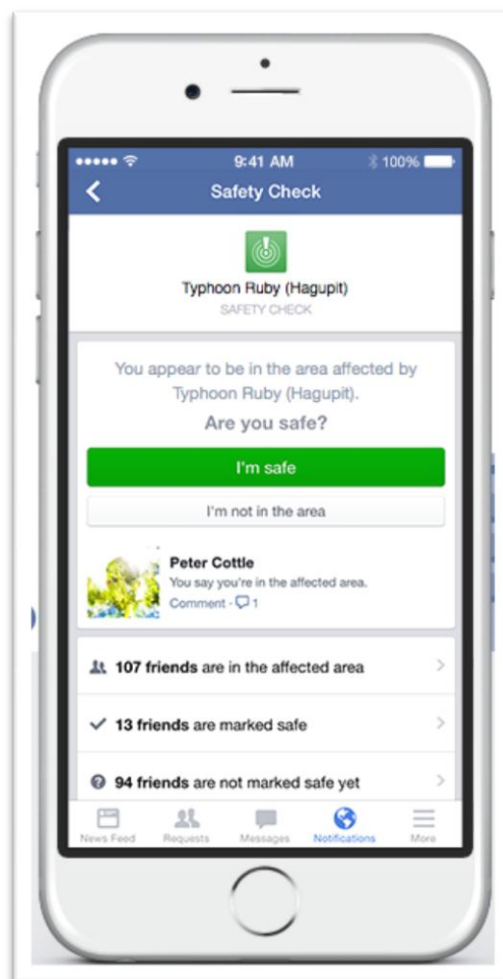 9:41 AM 100%
Safety Check
Typhoon Ruby (Hagupit)
SAFETY CHECK
You appear to be in the area affected by
Typhoon Ruby (Hagupit).
Are you safe?
I'm safe
I'm not in the area
Peter Cottle
You say you're in the affected area.
Comment · 1
107 friends are in the affected area
13 friends are marked safe
94 friends are not marked safe yet
News Feed Requests Messages Notifications More